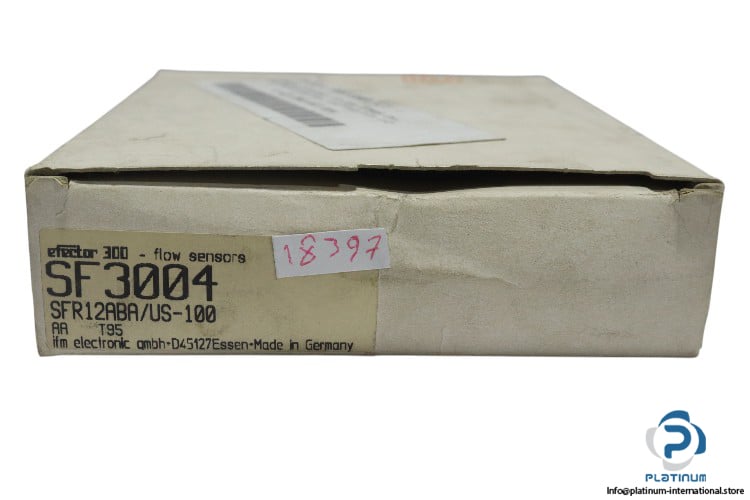 efector 300 - flow sensors
18397
SF3004
SFR12ABA/US-100
AA T95
ifm electronic gmbh·D45127Essen·Made in Germany
PLATINUM
Info@platinum-international.store